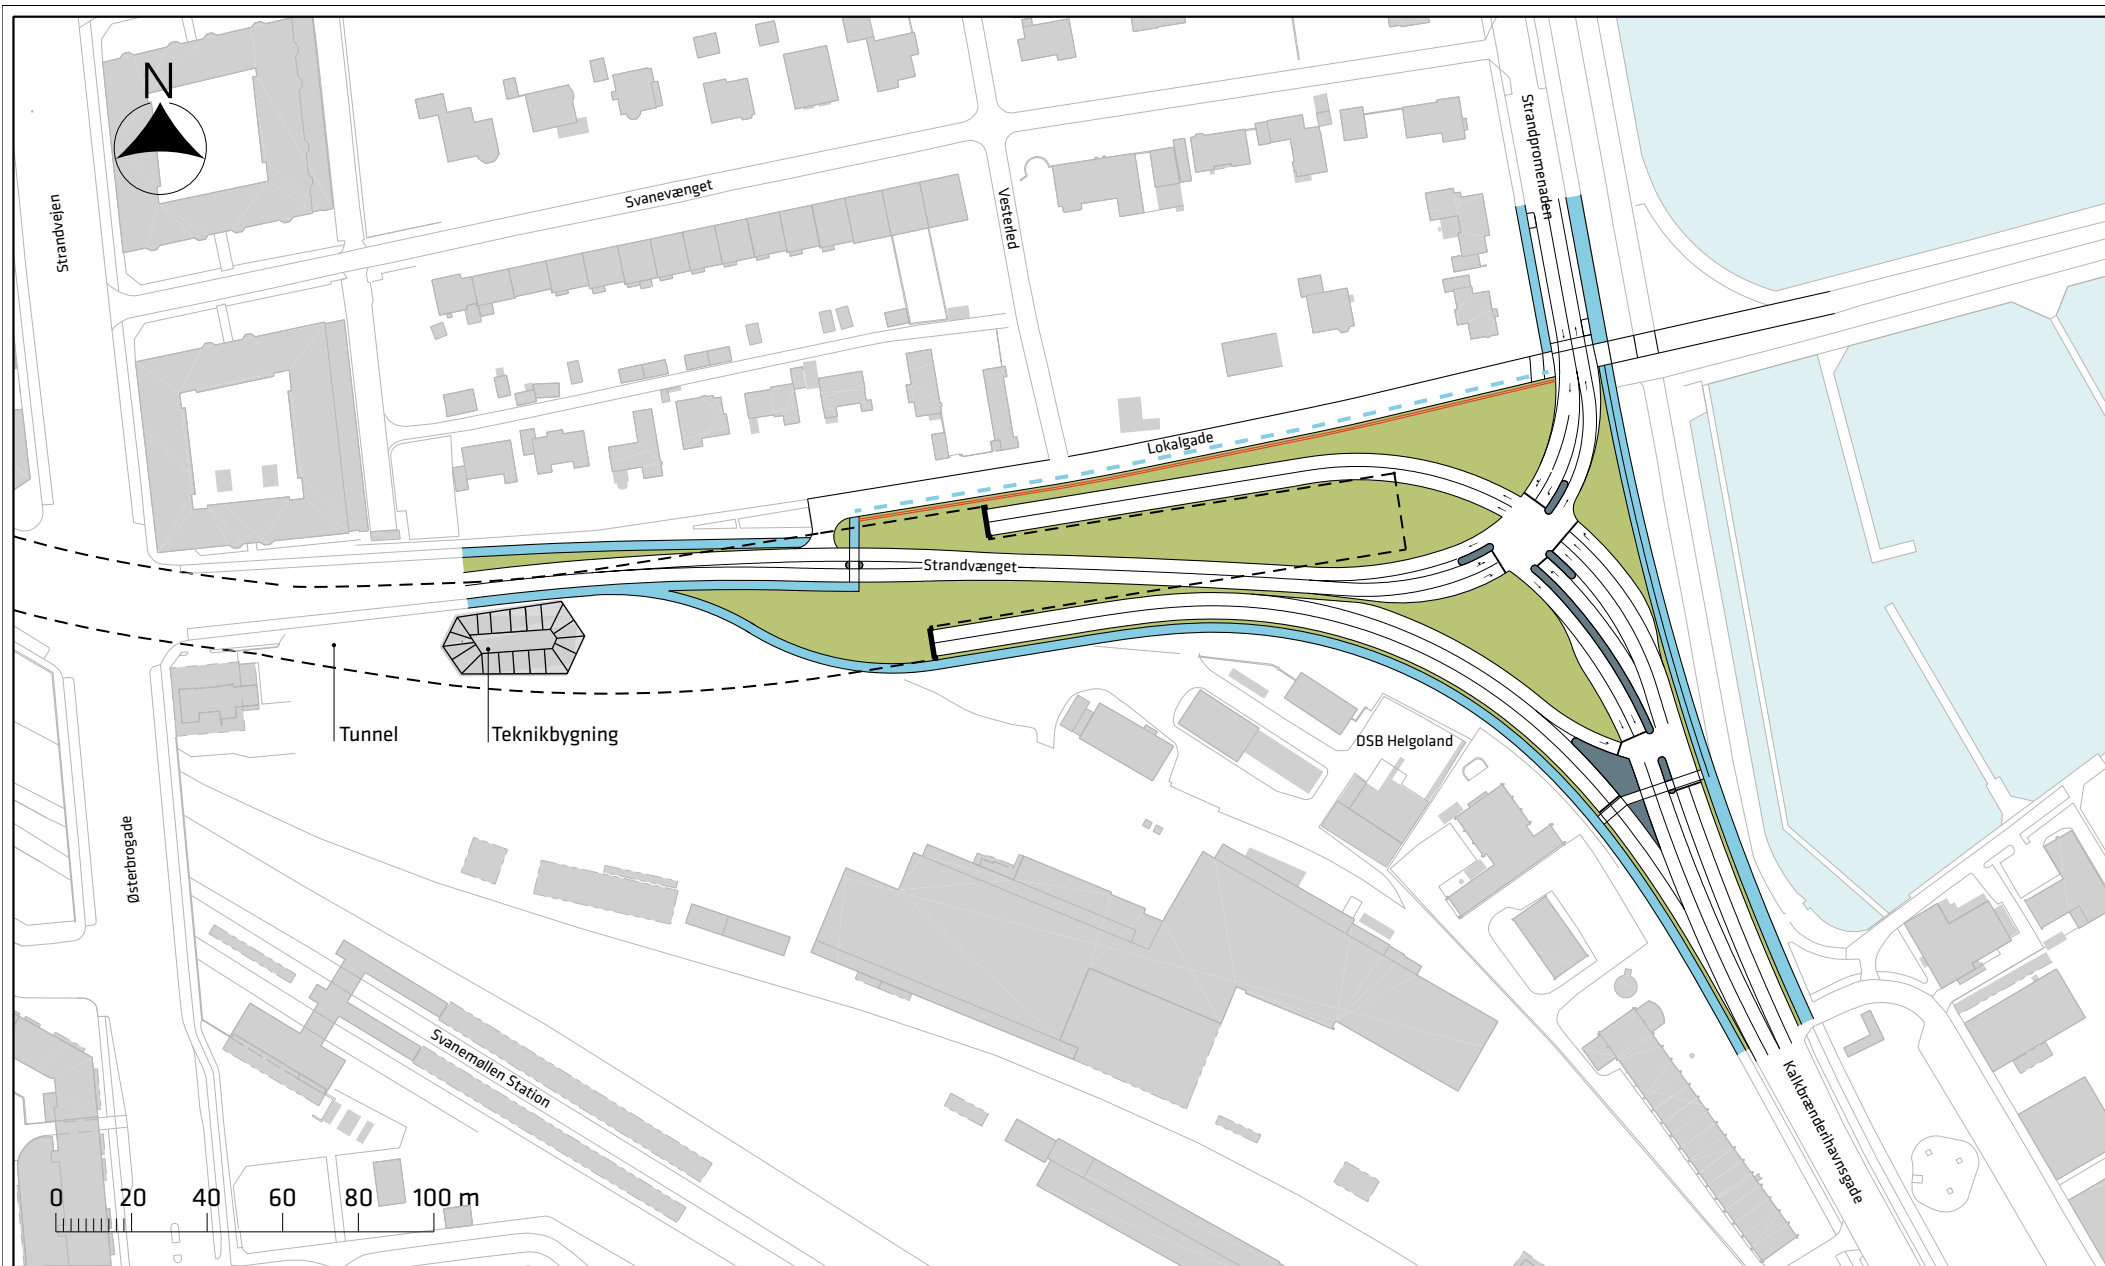 N
Strandvejen
Svanevænget
Vesterled
Strandpromenaden
Lokalgade
Strandvænget
Tunnel
Teknikbygning
DSB Helgoland
Østerbrogade
Svanemøllen Station
Kalkbrænderihavnsgade
0 20 40 60 80 100 m